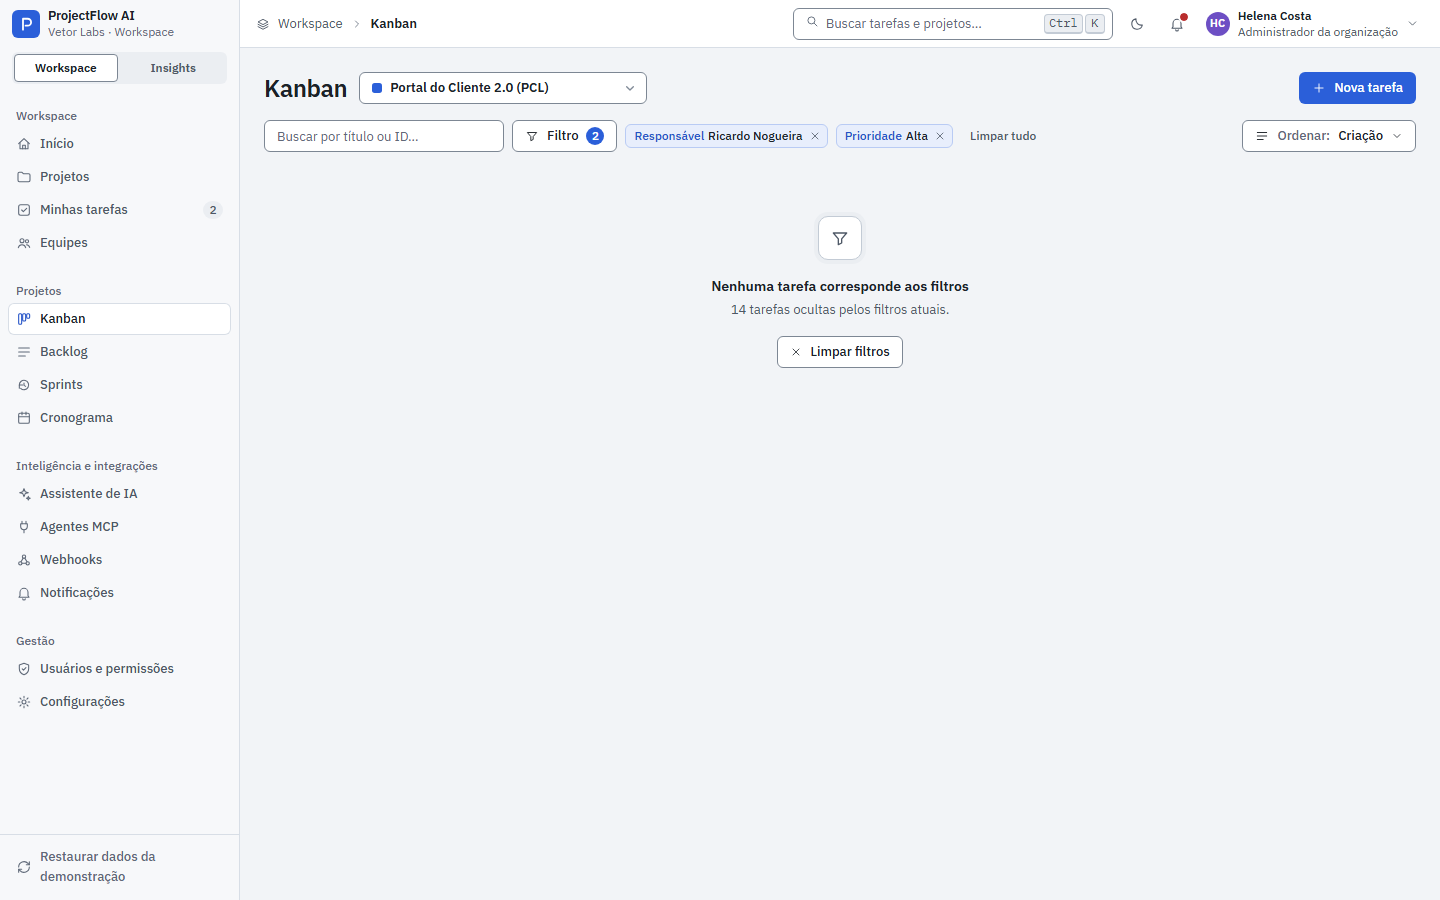 ProjectFlow AI
Vetor Labs · Workspace
Workspace
Insights
Workspace
Início
Projetos
Minhas tarefas
2
Equipes
Projetos
Kanban
Backlog
Sprints
Cronograma
Inteligência e integrações
Assistente de IA
Agentes MCP
Webhooks
Notificações
Gestão
Usuários e permissões
Configurações
Restaurar dados da
demonstração
Workspace
Kanban
Buscar tarefas e projetos...
Ctrl K
HC
Helena Costa
Administrador da organização
Kanban
Portal do Cliente 2.0 (PCL)
Nova tarefa
Buscar por título ou ID...
Filtro 2
Responsável Ricardo Nogueira
Prioridade Alta
Limpar tudo
Ordenar: Criação
Nenhuma tarefa corresponde aos filtros
14 tarefas ocultas pelos filtros atuais.
Limpar filtros